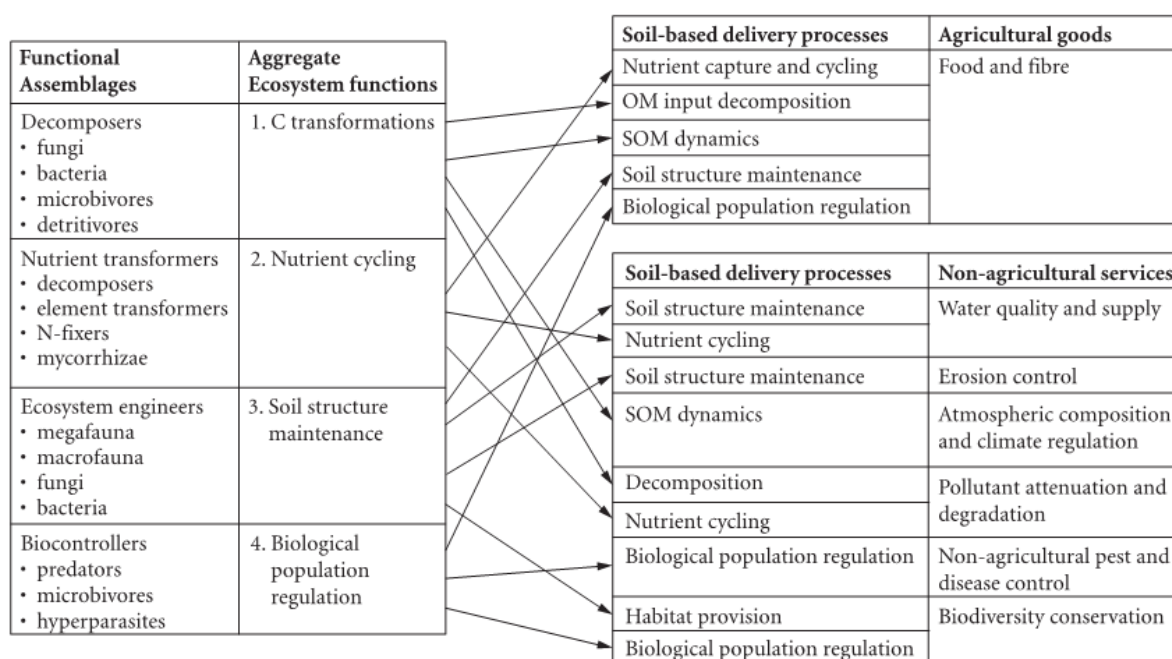 Functional Assemblages
Aggregate Ecosystem functions
Decomposers
• fungi
• bacteria
• microbivores
• detritivores
1. C transformations
Nutrient transformers
• decomposers
• element transformers
• N-fixers
• mycorrhizae
2. Nutrient cycling
Ecosystem engineers
• megafauna
• macrofauna
• fungi
• bacteria
3. Soil structure
maintenance
Biocontrollers
• predators
• microbivores
• hyperparasites
4. Biological
population
regulation
Soil-based delivery processes
Agricultural goods
Nutrient capture and cycling
Food and fibre
OM input decomposition
SOM dynamics
Soil structure maintenance
Biological population regulation
Soil-based delivery processes
Non-agricultural services
Soil structure maintenance
Water quality and supply
Nutrient cycling
Soil structure maintenance
Erosion control
SOM dynamics
Atmospheric composition
and climate regulation
Decomposition
Pollutant attenuation and
degradation
Nutrient cycling
Biological population regulation
Non-agricultural pest and
disease control
Habitat provision
Biodiversity conservation
Biological population regulation